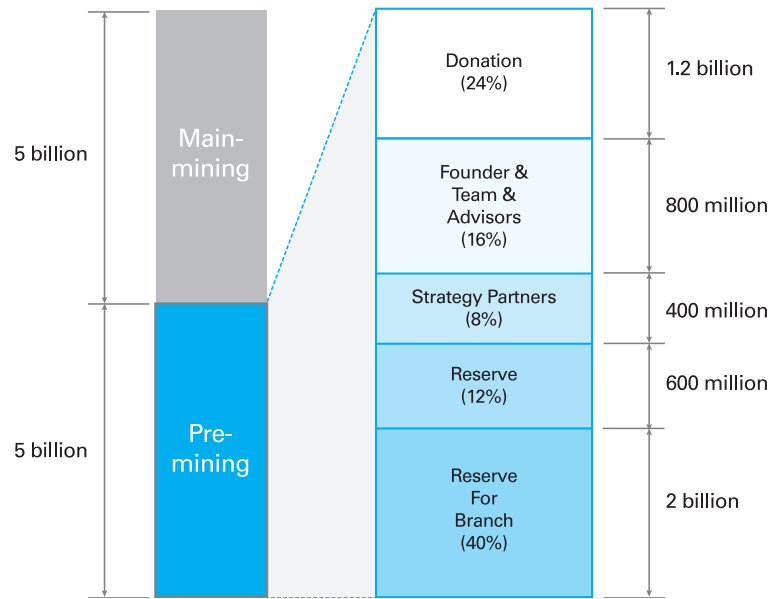 5 billion
Main-
mining
5 billion
Pre-
mining
Donation
(24%)
1.2 billion
Founder &
Team &
Advisors
(16%)
800 million
Strategy Partners
(8%)
400 million
Reserve
(12%)
600 million
Reserve
For
Branch
(40%)
2 billion